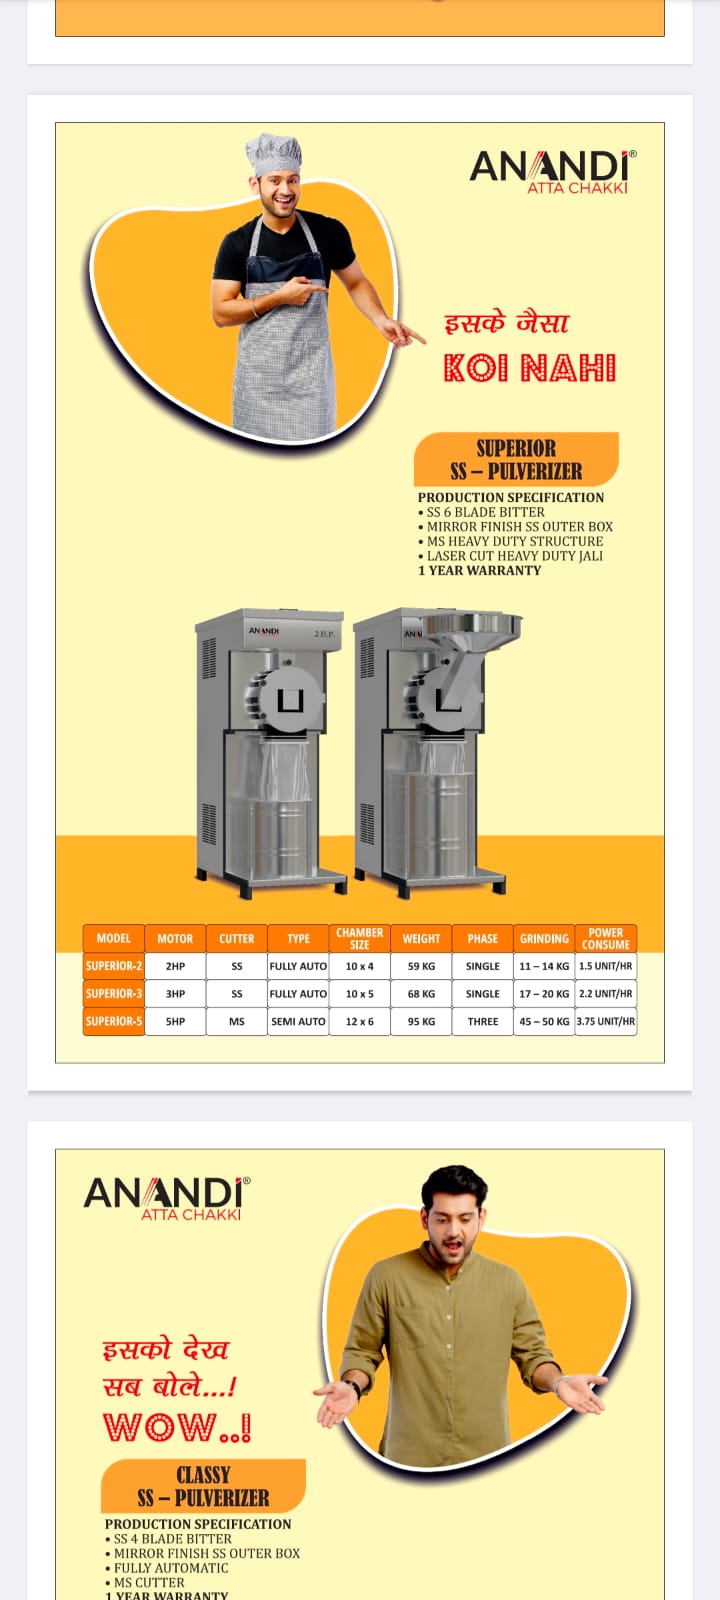 ANANDI®
ATTA CHAKKI
इसके जैसा
KOI NAHI
SUPERIOR
SS – PULVERIZER
PRODUCTION SPECIFICATION
• SS 6 BLADE BITTER
• MIRROR FINISH SS OUTER BOX
• MS HEAVY DUTY STRUCTURE
• LASER CUT HEAVY DUTY JALI
1 YEAR WARRANTY
ANANDI
2 H.P.
ANA
MODEL MOTOR CUTTER TYPE CHAMBER SIZE WEIGHT PHASE GRINDING POWER CONSUME
SUPERIOR-2 2HP SS FULLY AUTO 10 x 4 59 KG SINGLE 11 – 14 KG 1.5 UNIT/HR
SUPERIOR-3 3HP SS FULLY AUTO 10 x 5 68 KG SINGLE 17 – 20 KG 2.2 UNIT/HR
SUPERIOR-5 5HP MS SEMI AUTO 12 x 6 95 KG THREE 45 – 50 KG 3.75 UNIT/HR
ANANDI®
ATTA CHAKKI
इसको देख
सब बोले...!
WOW..!
CLASSY
SS – PULVERIZER
PRODUCTION SPECIFICATION
• SS 4 BLADE BITTER
• MIRROR FINISH SS OUTER BOX
• FULLY AUTOMATIC
• MS CUTTER
1 YEAR WARRANTY